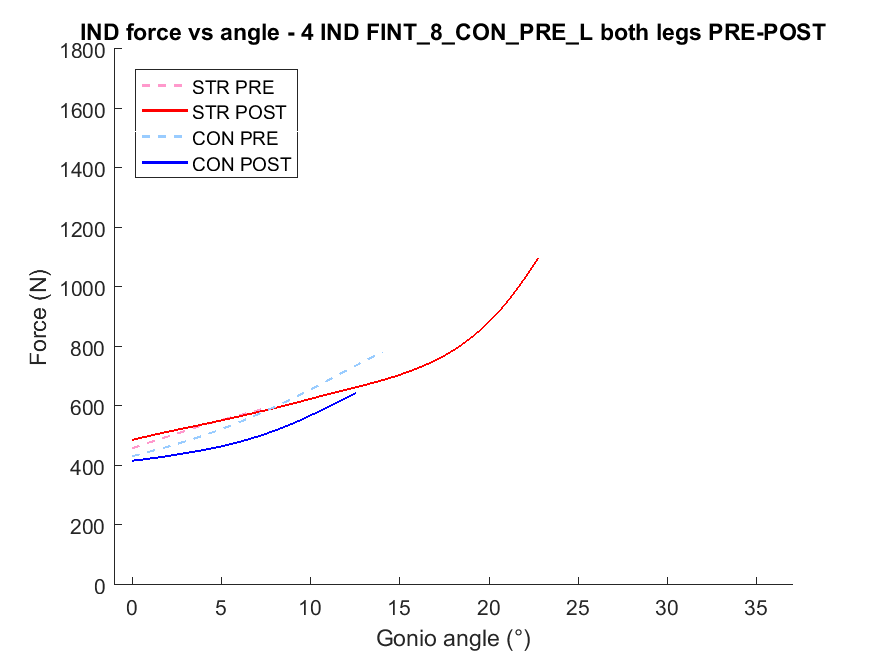 IND force vs angle - 4 IND FINT_8_CON_PRE_L both legs PRE-POST
1800
1600
1400
1200
1000
800
600
400
200
0
Force (N)
STR PRE
STR POST
CON PRE
CON POST
0 5 10 15 20 25 30 35
Gonio angle (°)